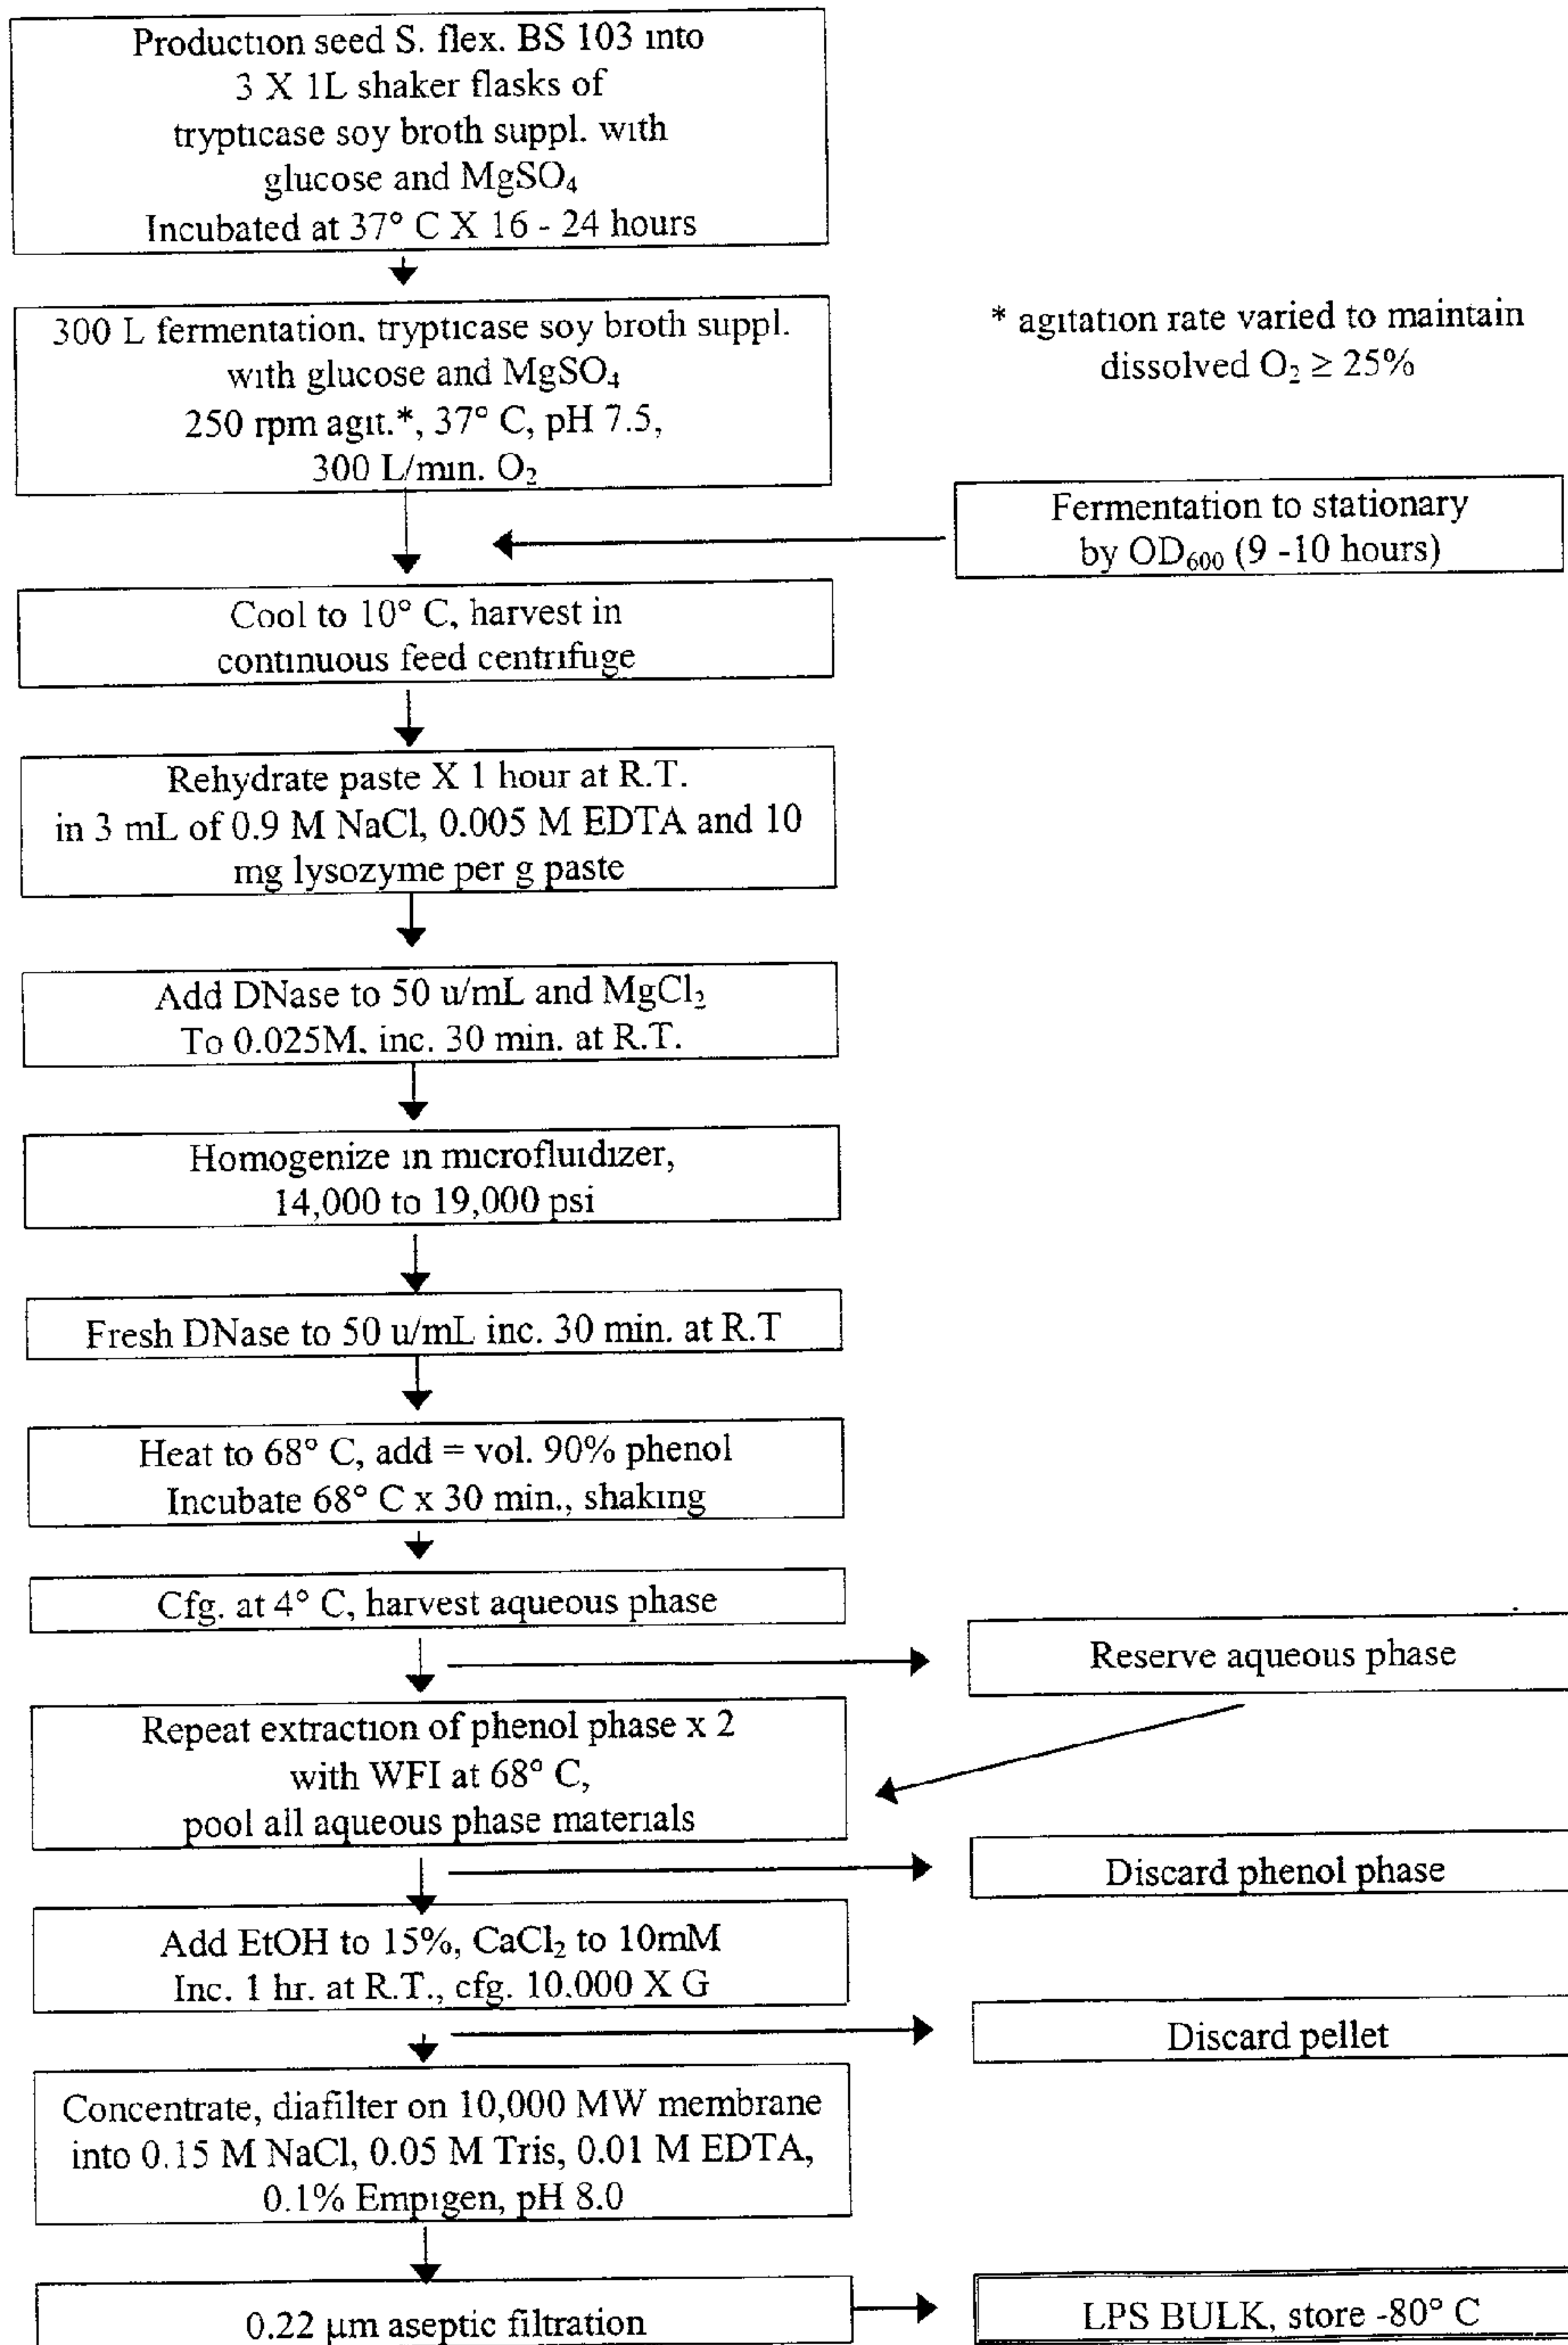 Production seed S. flex. BS 103 into
3 X 1L shaker flasks of
trypticase soy broth suppl. with
glucose and MgSO₄
Incubated at 37° C X 16 - 24 hours
300 L fermentation, trypticase soy broth suppl.
with glucose and MgSO₄
250 rpm agit.*, 37° C, pH 7.5,
300 L/min. O₂
* agitation rate varied to maintain
dissolved O₂ ≥ 25%
Fermentation to stationary
by OD₆₀₀ (9 -10 hours)
Cool to 10° C, harvest in
continuous feed centrifuge
Rehydrate paste X 1 hour at R.T.
in 3 mL of 0.9 M NaCl, 0.005 M EDTA and 10
mg lysozyme per g paste
Add DNase to 50 u/mL and MgCl₂
To 0.025M, inc. 30 min. at R.T.
Homogenize in microfluidizer,
14,000 to 19,000 psi
Fresh DNase to 50 u/mL inc. 30 min. at R.T
Heat to 68° C, add = vol. 90% phenol
Incubate 68° C x 30 min., shaking
Cfg. at 4° C, harvest aqueous phase
Reserve aqueous phase
Repeat extraction of phenol phase x 2
with WFI at 68° C,
pool all aqueous phase materials
Discard phenol phase
Add EtOH to 15%, CaCl₂ to 10mM
Inc. 1 hr. at R.T., cfg. 10.000 X G
Discard pellet
Concentrate, diafilter on 10,000 MW membrane
into 0.15 M NaCl, 0.05 M Tris, 0.01 M EDTA,
0.1% Empigen, pH 8.0
0.22 µm aseptic filtration
LPS BULK, store -80° C